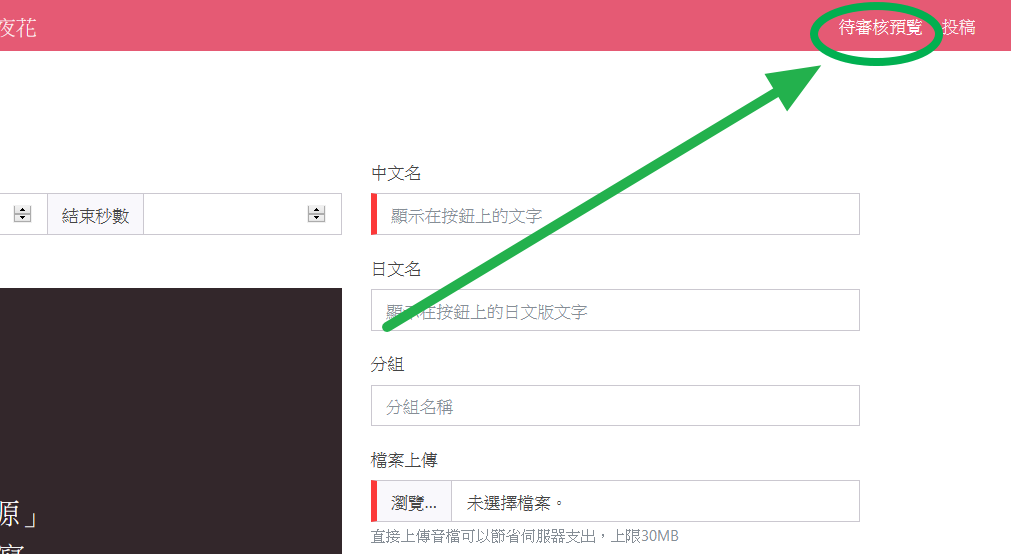 夜花 待審核預覧 投稿
中文名
結束秒數 顯示在按鈕上的文字
日文名
顯示在按鈕上的日文版文字
分組
分組名稱
檔案上傳
瀏覽... 未選擇檔案。
源」
直接上傳音檔可以節省伺服器支出，上限30MB